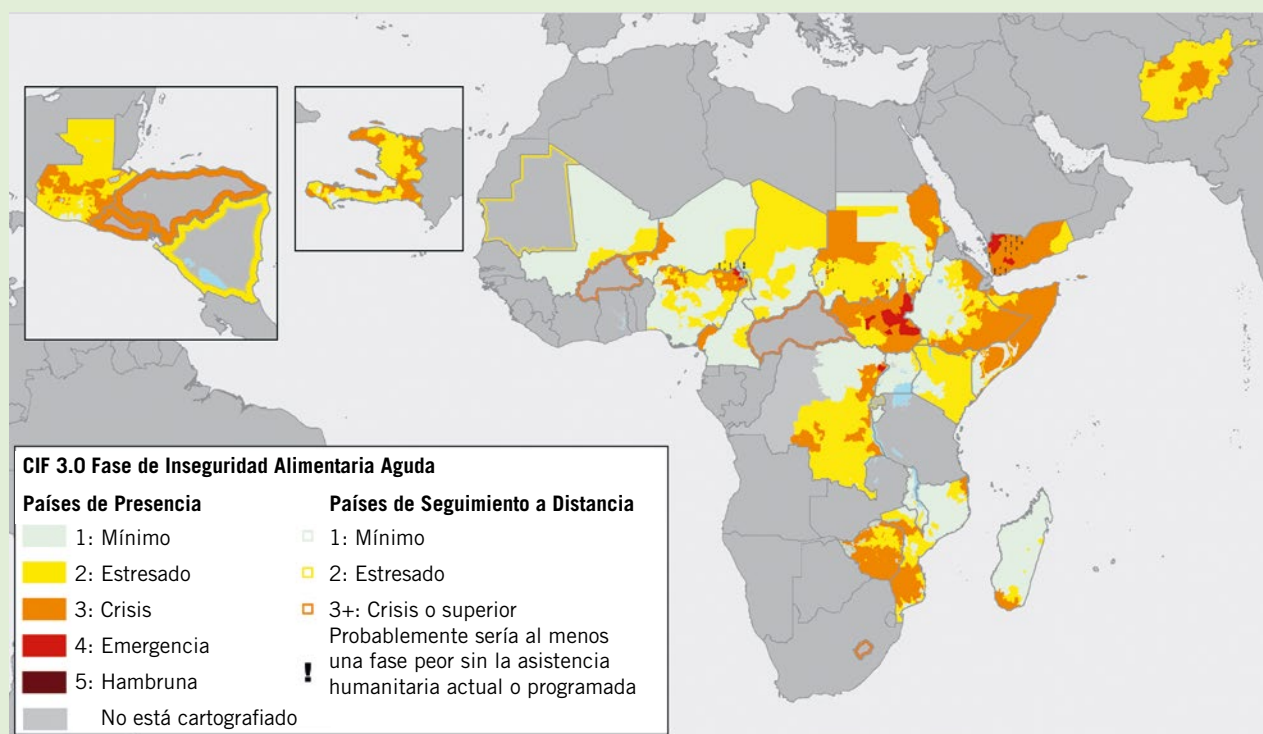 CIF 3.0 Fase de Inseguridad Alimentaria Aguda
Países de Presencia
1: Mínimo
2: Estresado
3: Crisis
4: Emergencia
5: Hambruna
No está cartografiado
Países de Seguimiento a Distancia
1: Mínimo
2: Estresado
3+: Crisis o superior
Probablemente sería al menos
! una fase peor sin la asistencia
humanitaria actual o programada